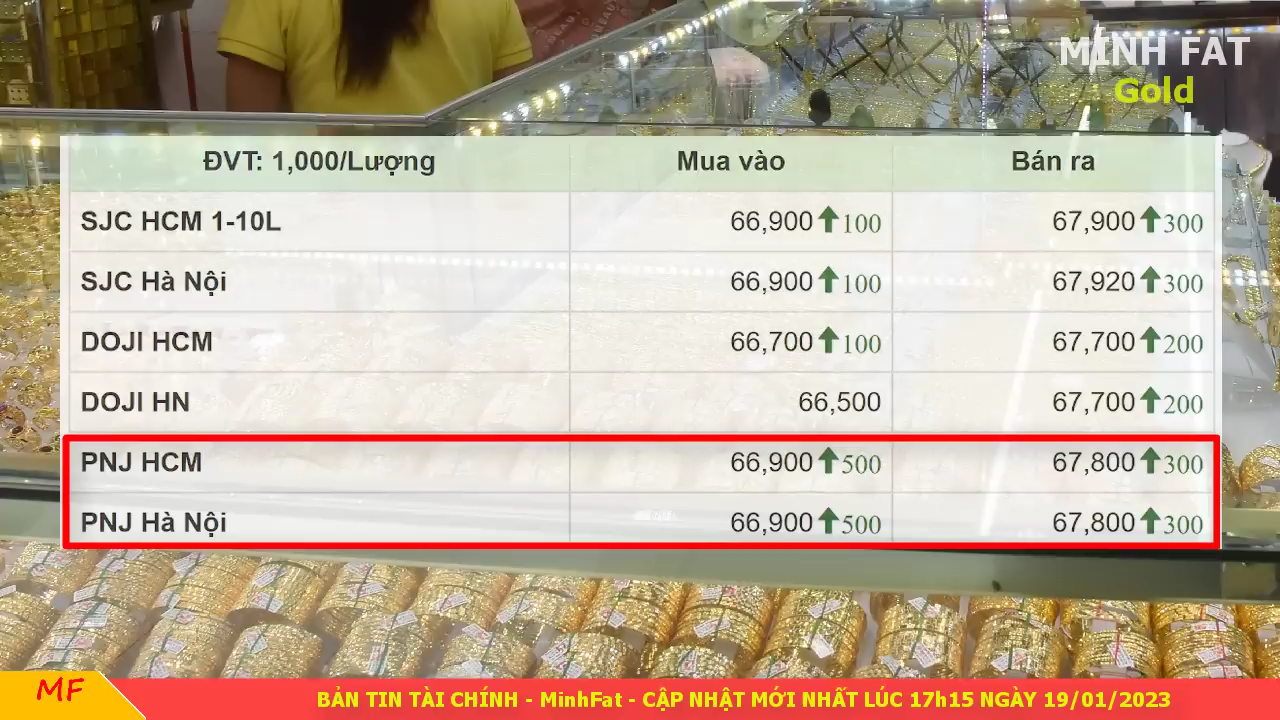 MINH FAT
Gold
ĐVT: 1,000/Lượng Mua vào Bán ra
SJC HCM 1-10L 66,900 100 67,900 300
SJC Hà Nội 66,900 100 67,920 300
DOJI HCM 66,700 100 67,700 200
DOJI HN 66,500 67,700 200
PNJ HCM 66,900 500 67,800 300
PNJ Hà Nội 66,900 500 67,800 300
MF
BẢN TIN TÀI CHÍNH - MinhFat - CẬP NHẬT MỚI NHẤT LÚC 17h15 NGÀY 19/01/2023